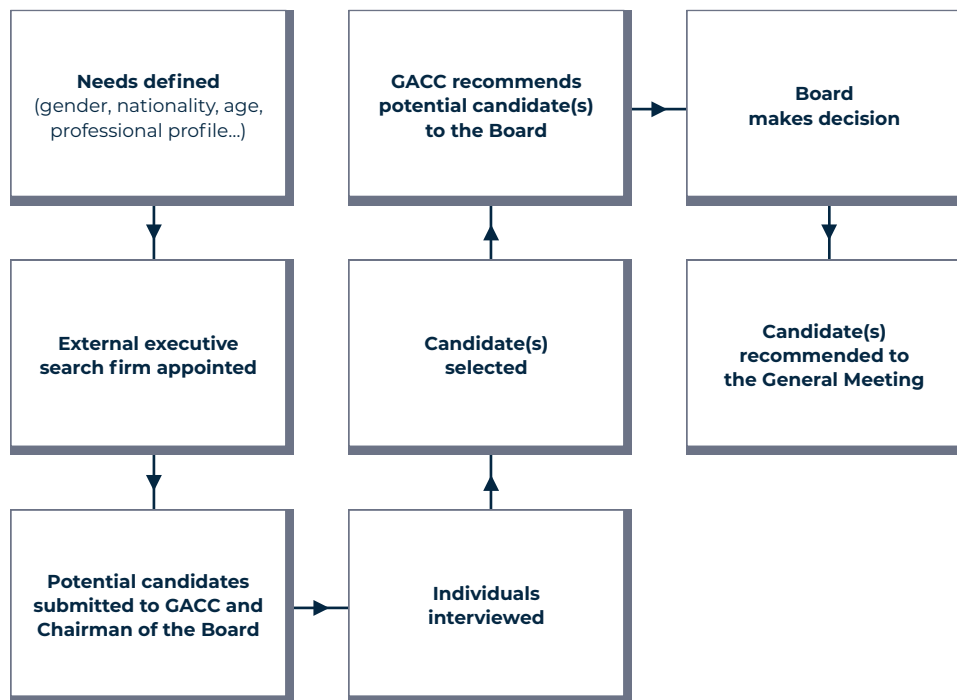 Needs defined
(gender, nationality, age,
professional profile...)
External executive
search firm appointed
Potential candidates
submitted to GACC and
Chairman of the Board
Individuals
interviewed
Candidate(s)
selected
GACC recommends
potential candidate(s)
to the Board
Board
makes decision
Candidate(s)
recommended to
the General Meeting